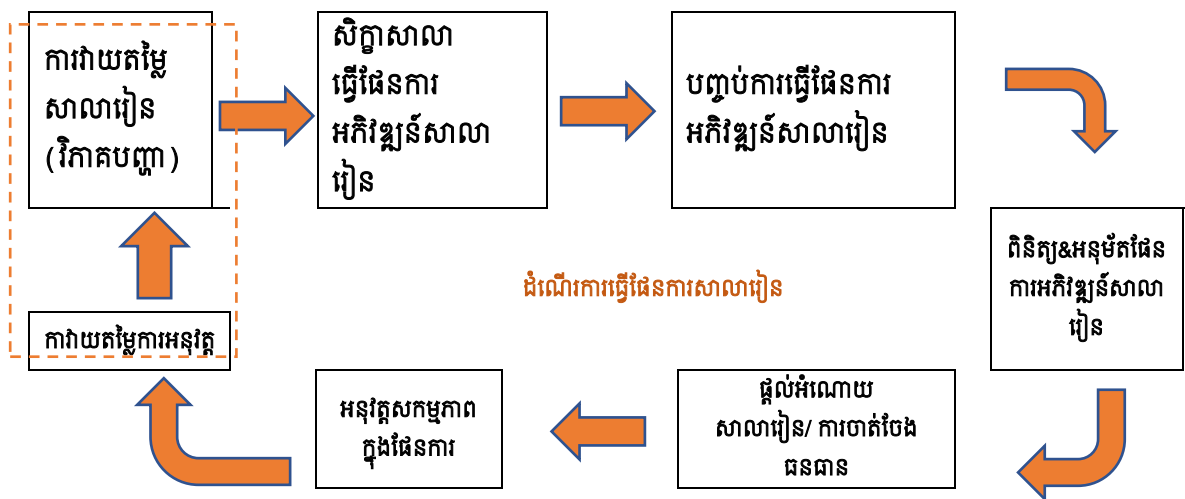 ការវាយតម្លៃ
សាលារៀន
(វិភាគបញ្ហា)
សិក្ខាសាលា
ធ្វើផែនការ
អភិវឌ្ឍន៍សាលា
រៀន
បញ្ចប់ការធ្វើផែនការ
អភិវឌ្ឍន៍សាលារៀន
ពិនិត្យ&អនុម័តផែន
ការអភិវឌ្ឍន៍សាលា
រៀន
ដំណើរការធ្វើផែនការសាលារៀន
ផ្តល់អំណោយ
សាលារៀន/ ការចាត់ចែង
ធនធាន
អនុវត្តសកម្មភាព
ក្នុងផែនការ
កាវាយតម្លៃការអនុវត្ត